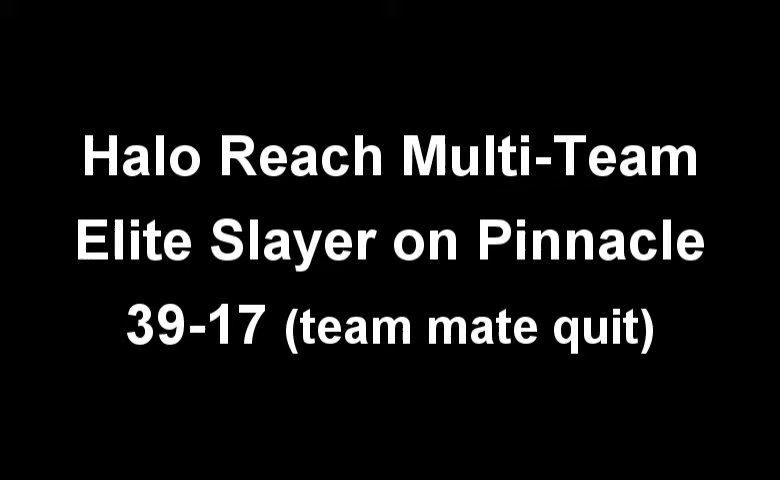 Halo Reach Multi-Team
Elite Slayer on Pinnacle
39-17 (team mate quit)